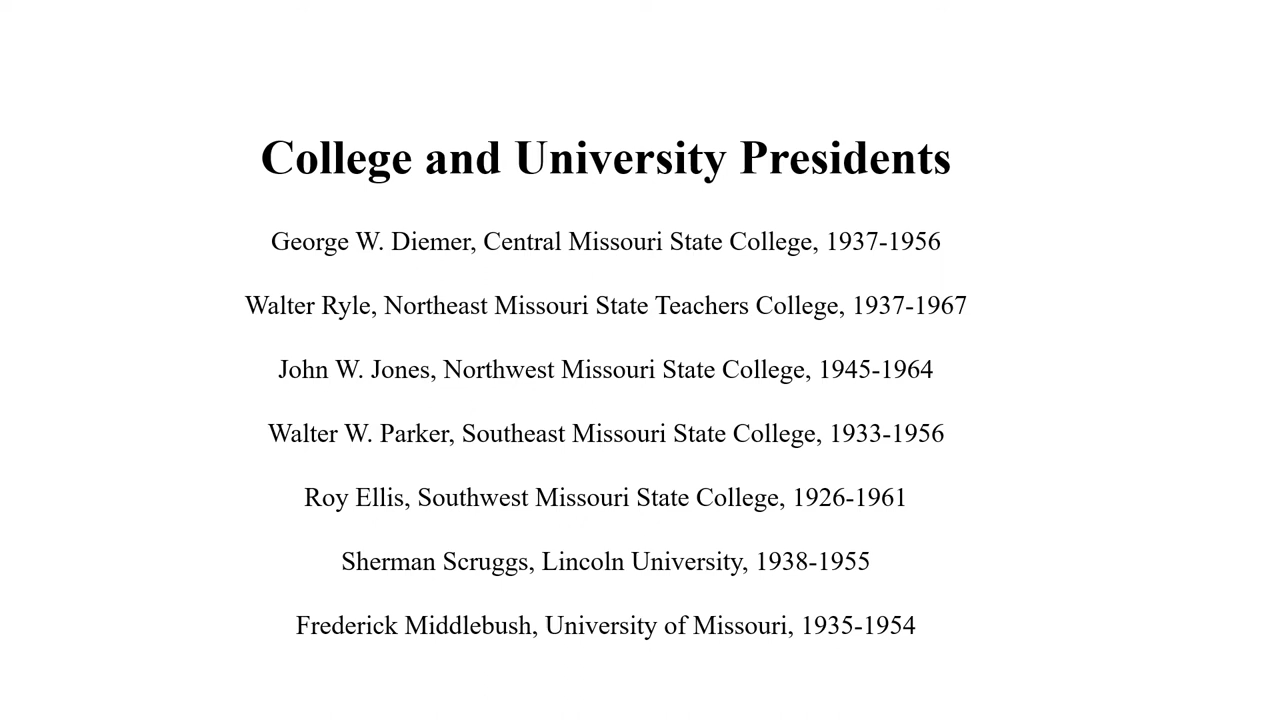 College and University Presidents
George W. Diemer, Central Missouri State College, 1937-1956
Walter Ryle, Northeast Missouri State Teachers College, 1937-1967
John W. Jones, Northwest Missouri State College, 1945-1964
Walter W. Parker, Southeast Missouri State College, 1933-1956
Roy Ellis, Southwest Missouri State College, 1926-1961
Sherman Scruggs, Lincoln University, 1938-1955
Frederick Middlebush, University of Missouri, 1935-1954